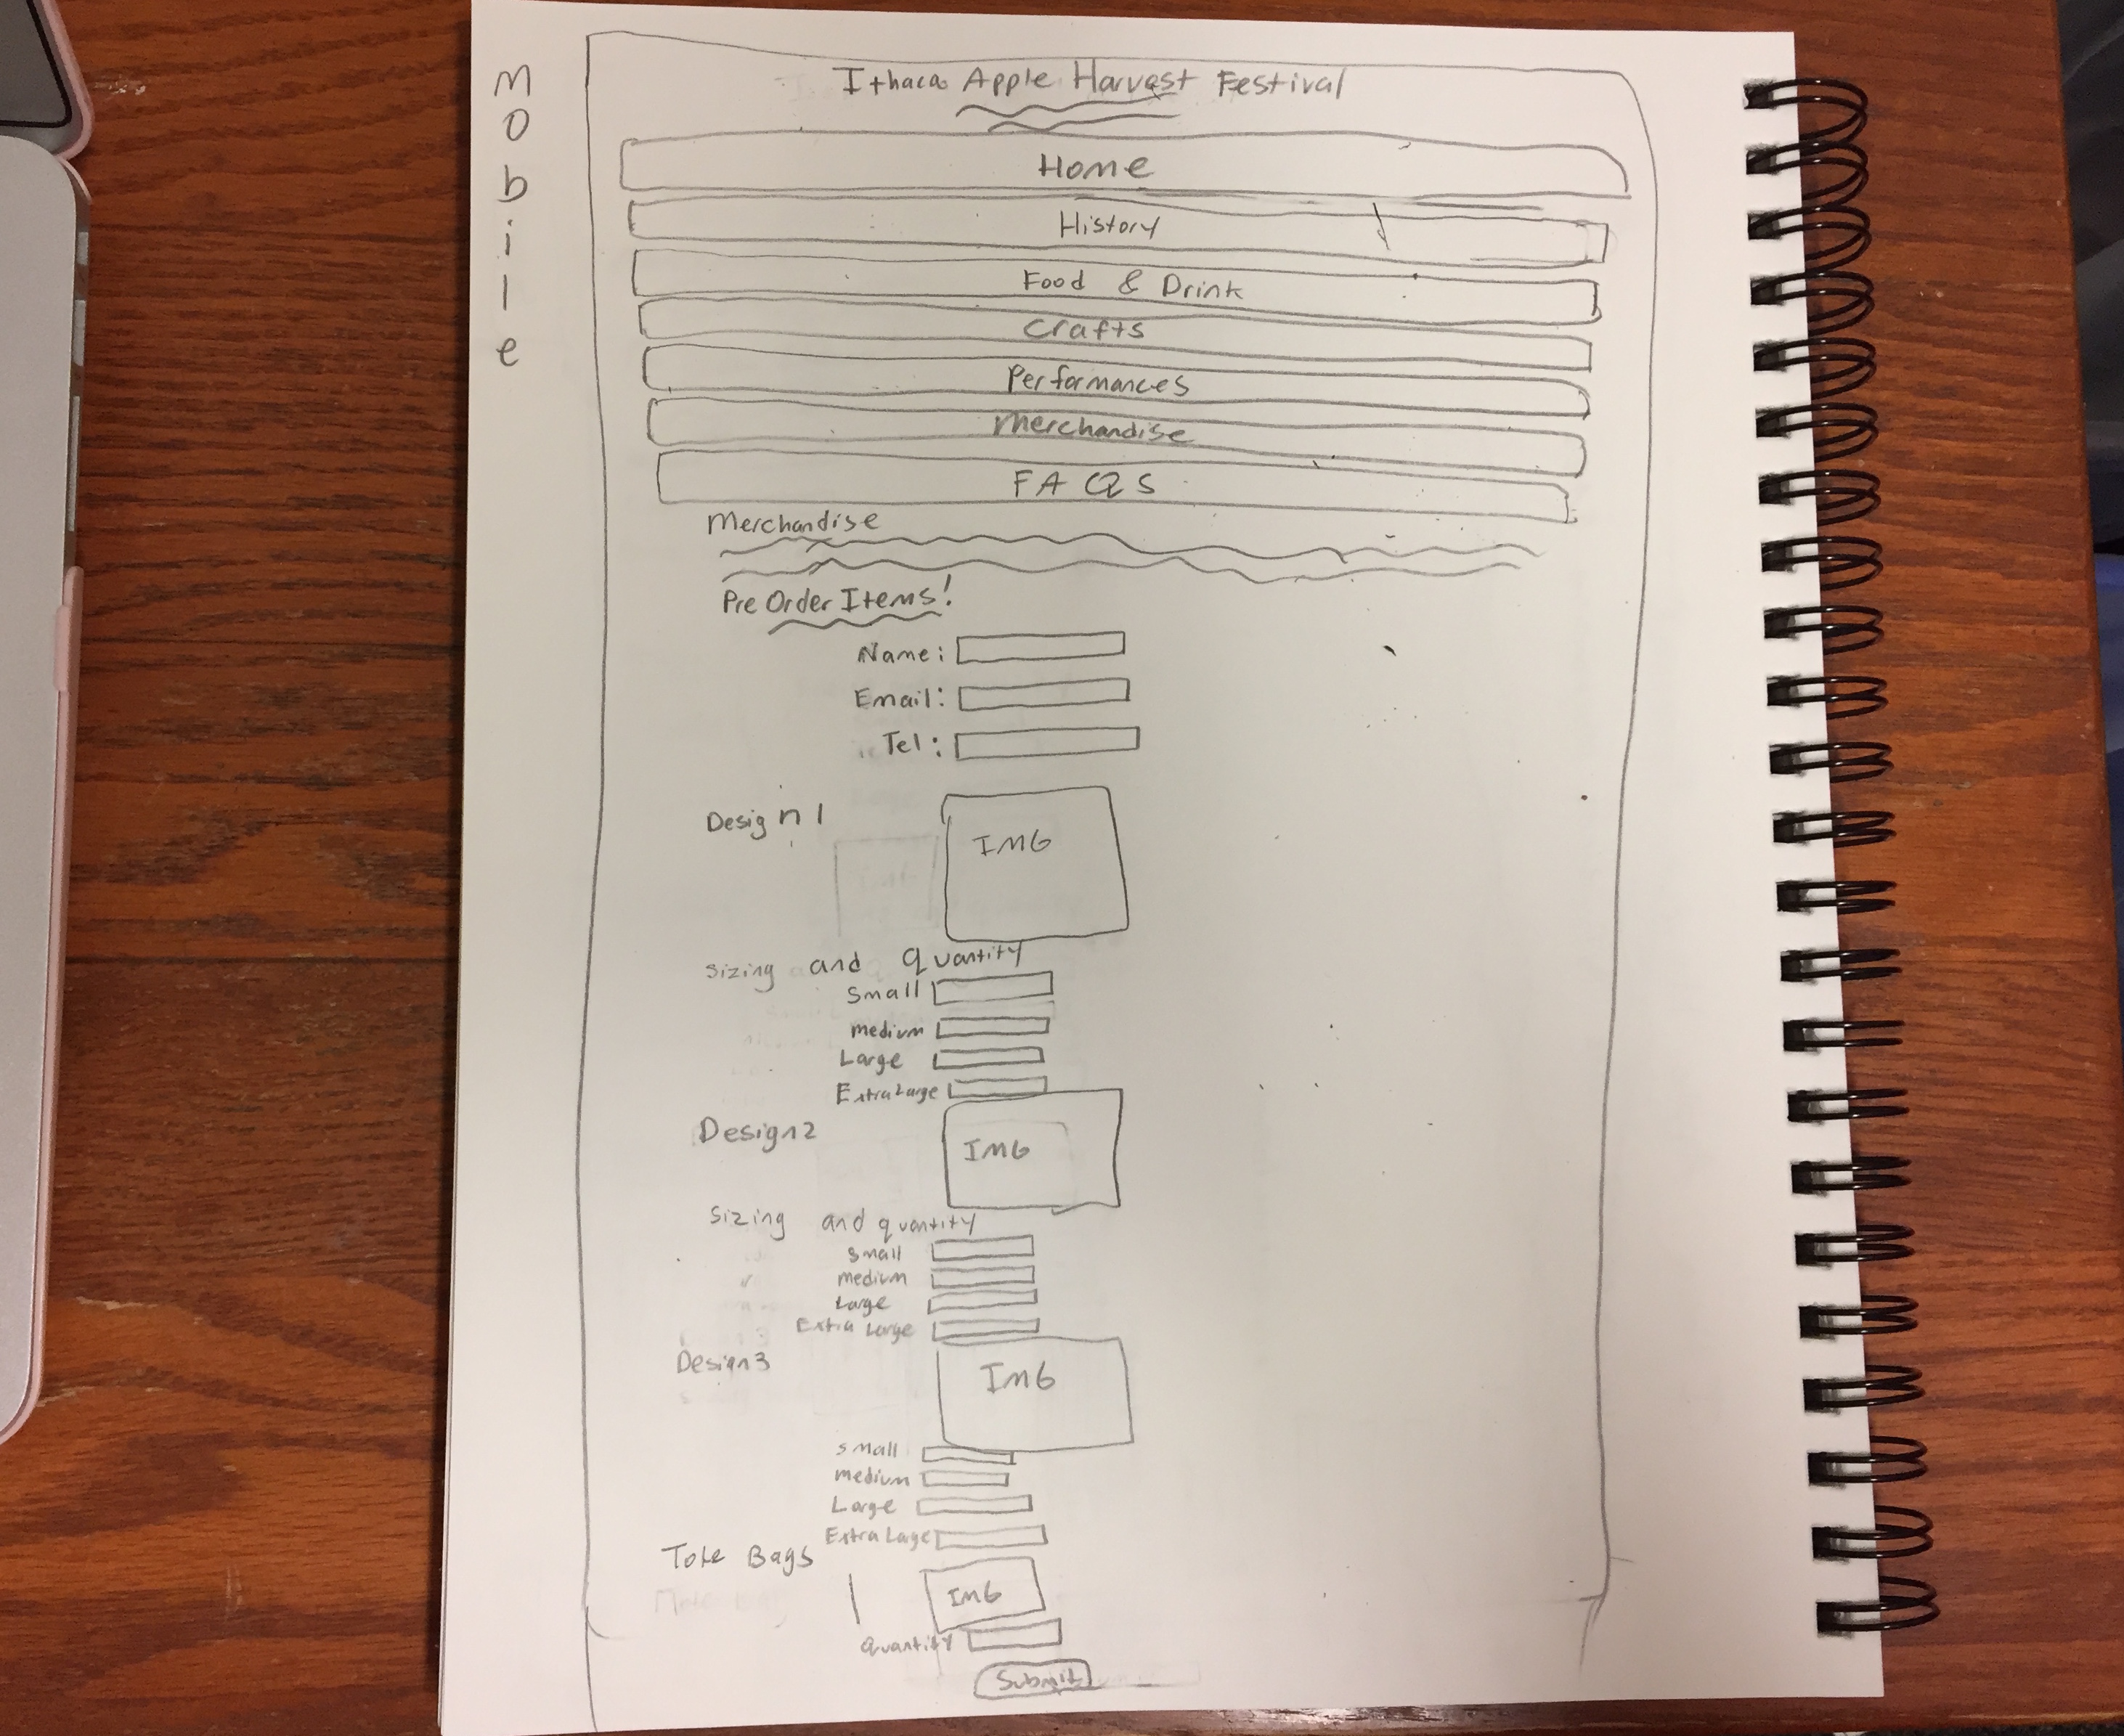 Mobile
Ithaca Apple Harvest Festival
Home
History
Food & Drink
Crafts
Performances
Merchandise
FAQS
Merchandise
Pre Order Items!
Name:
Email:
Tel:
Design 1
IMG
Sizing and quantity
Small
medium
Large
Extra Large
Design 2
IMG
Sizing and quantity
Small
medium
Large
Extra Large
Design 3
IMG
small
medium
Large
Extra Lage
Tote Bags
IMG
quantity
Submit